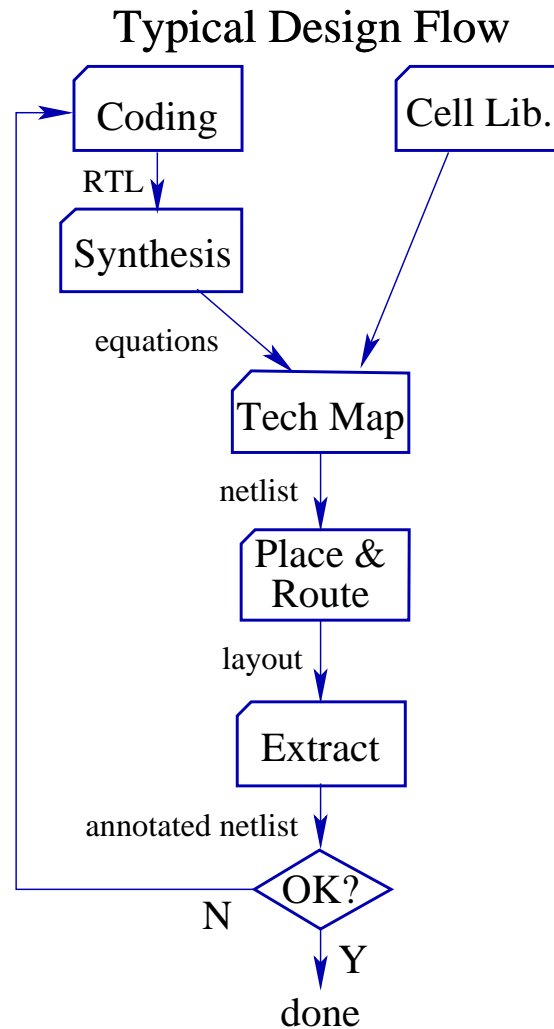 Typical Design Flow
Coding
Cell Lib.
RTL
Synthesis
equations
Tech Map
netlist
Place &
Route
layout
Extract
annotated netlist
OK?
N
Y
done